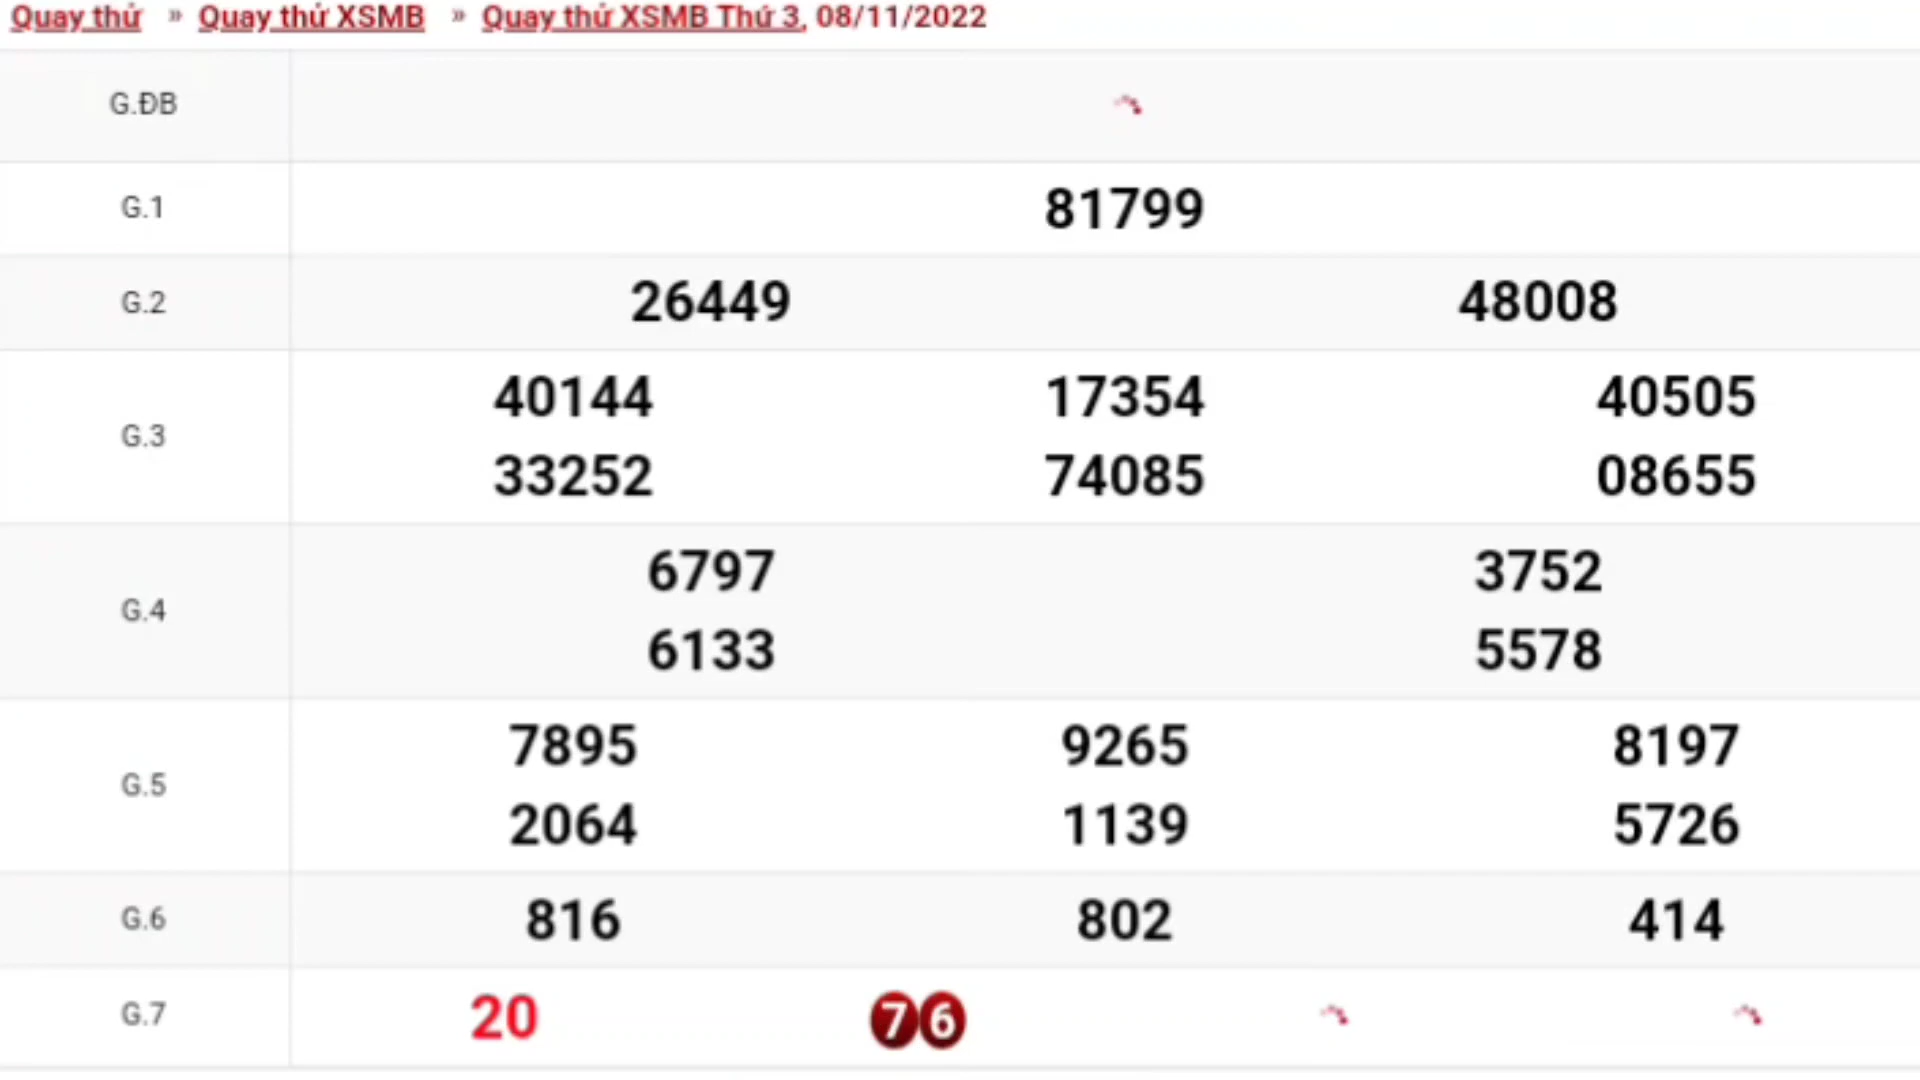 Quay thử » Quay thử XSMB » Quay thử XSMB Thứ 3, 08/11/2022
G.ĐB
G.1 81799
G.2 26449 48008
G.3 40144 17354 40505
33252 74085 08655
G.4 6797 3752
6133 5578
G.5 7895 9265 8197
2064 1139 5726
G.6 816 802 414
G.7 20 76